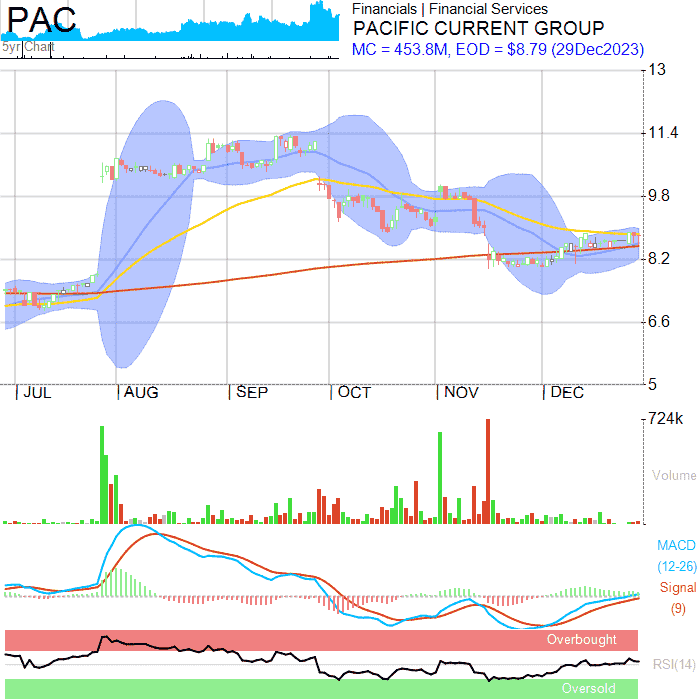 PAC
5yr Chart
Financials | Financial Services
PACIFIC CURRENT GROUP
MC = 453.8M, EOD = $8.79 (29Dec2023)
13
11.4
9.8
8.2
6.6
5
JUL AUG SEP OCT NOV DEC
724k
Volume
MACD
(12-26)
Signal
(9)
Overbought
RSI(14)
Oversold